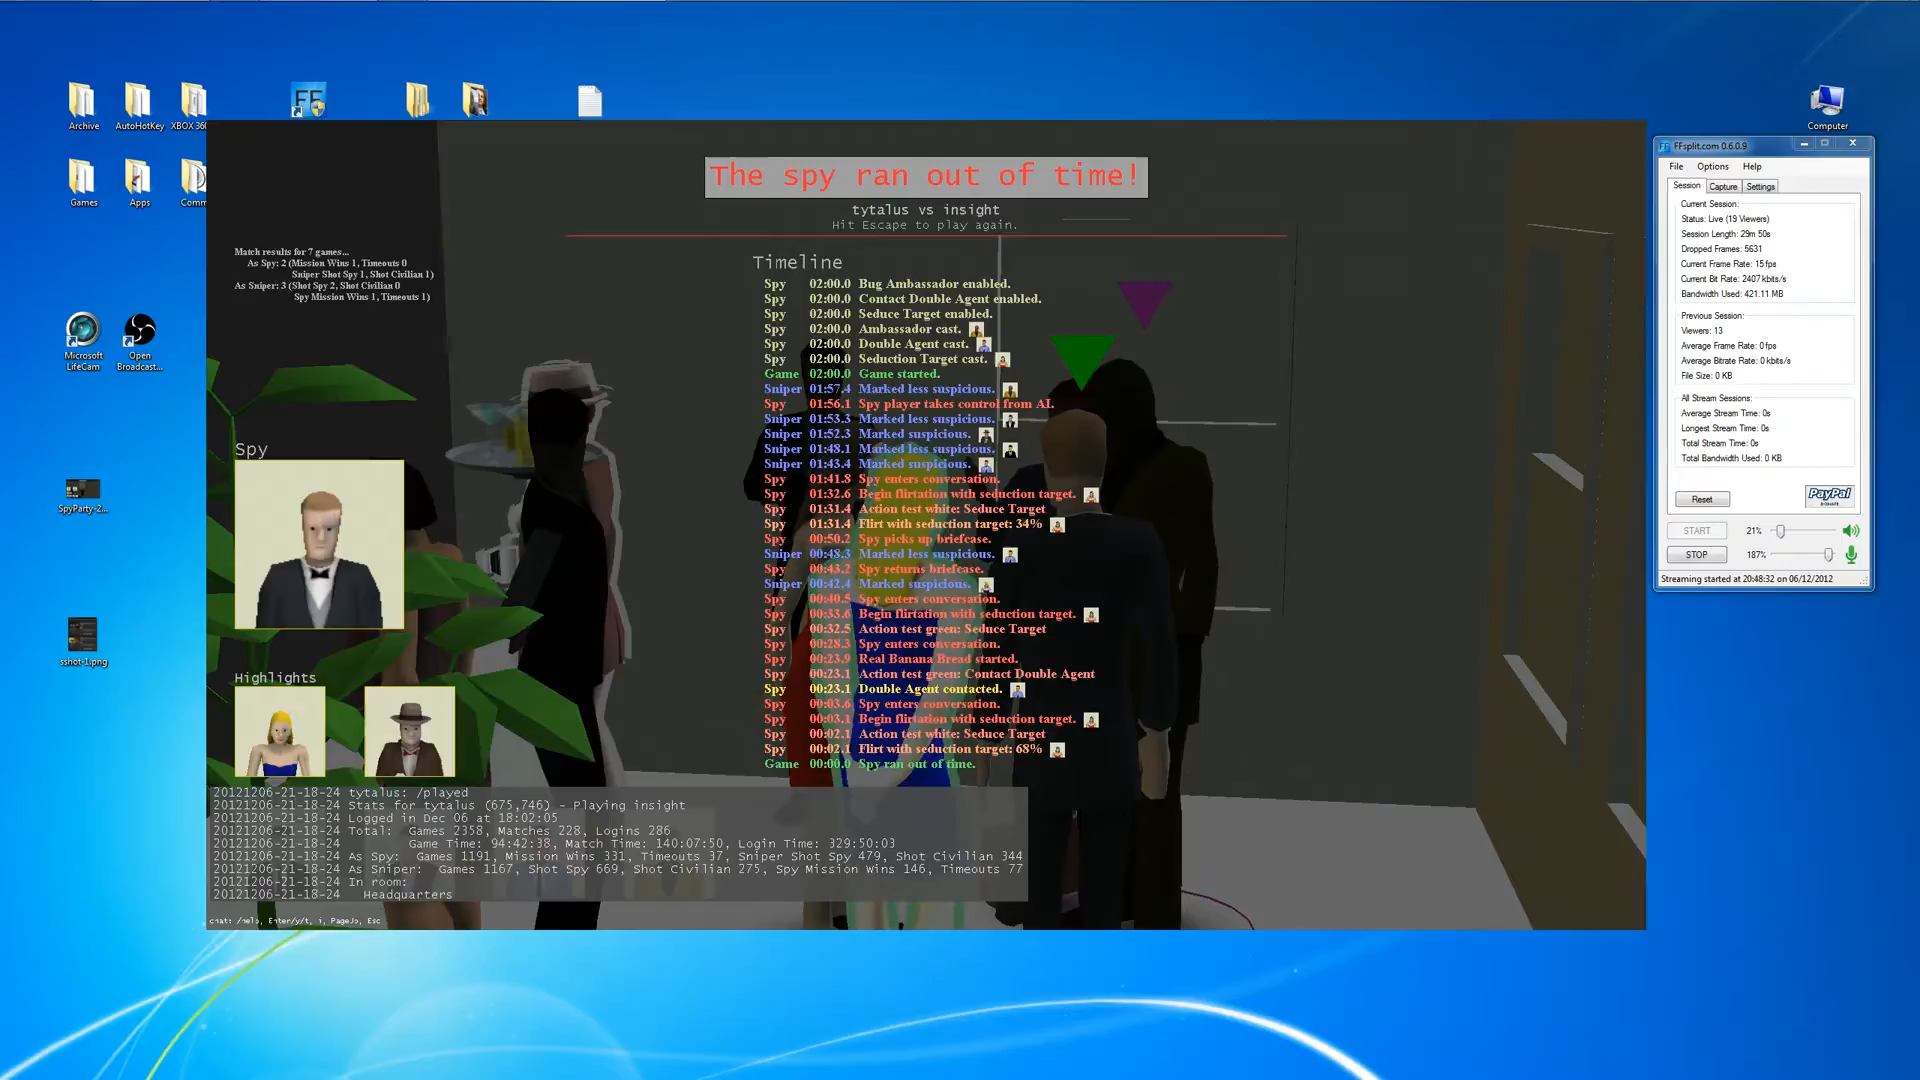 Archive
AutoHotKey
XBOX 360
Computer
Games
Apps
Comm
Microsoft
LifeCam
Open
Broadcast...
SpyParty-2...
sshot-1.png
The spy ran out of time!
tytalus vs insight
Hit Escape to play again.
Match results for 7 games...
As Spy: 2 (Mission Wins 1, Timeouts 0
Sniper Shot Spy 1, Shot Civilian 1)
As Sniper: 3 (Shot Spy 2, Shot Civilian 0
Spy Mission Wins 1, Timeouts 1)
Spy
Highlights
Timeline
Spy 02:00.0 Bug Ambassador enabled.
Spy 02:00.0 Contact Double Agent enabled.
Spy 02:00.0 Seduce Target enabled.
Spy 02:00.0 Ambassador cast.
Spy 02:00.0 Double Agent cast.
Spy 02:00.0 Seduction Target cast.
Game 02:00.0 Game started.
Sniper 01:57.4 Marked less suspicious.
Spy 01:56.1 Spy player takes control from AI.
Sniper 01:53.3 Marked less suspicious.
Sniper 01:52.3 Marked suspicious.
Sniper 01:48.1 Marked less suspicious.
Sniper 01:43.4 Marked suspicious.
Spy 01:41.8 Spy enters conversation.
Spy 01:32.6 Begin flirtation with seduction target.
Spy 01:31.4 Action test white: Seduce Target
Spy 01:31.4 Flirt with seduction target: 34%
Spy 00:50.2 Spy picks up briefcase.
Sniper 00:48.3 Marked less suspicious.
Spy 00:43.2 Spy returns briefcase.
Sniper 00:42.4 Marked suspicious.
Spy 00:40.5 Spy enters conversation.
Spy 00:33.6 Begin flirtation with seduction target.
Spy 00:32.5 Action test green: Seduce Target
Spy 00:28.3 Spy enters conversation.
Spy 00:23.9 Real Banana Bread started.
Spy 00:23.1 Action test green: Contact Double Agent
Spy 00:23.1 Double Agent contacted.
Spy 00:03.6 Spy enters conversation.
Spy 00:03.1 Begin flirtation with seduction target.
Spy 00:02.1 Action test white: Seduce Target
Spy 00:02.1 Flirt with seduction target: 68%
Game 00:00.0 Spy ran out of time.
20121206-21-18-24 tytalus: /played
20121206-21-18-24 Stats for tytalus (675,746) - Playing insight
20121206-21-18-24 Logged in Dec 06 at 18:02:05
20121206-21-18-24 Total: Games 2358, Matches 228, Logins 286
20121206-21-18-24 Game Time: 94:42:38, Match Time: 140:07:50, Login Time: 329:50:03
20121206-21-18-24 As Spy: Games 1191, Mission Wins 331, Timeouts 37, Sniper Shot Spy 479, Shot Civilian 344
20121206-21-18-24 As Sniper: Games 1167, Shot Spy 669, Shot Civilian 275, Spy Mission Wins 146, Timeouts 77
20121206-21-18-24 In room:
20121206-21-18-24 Headquarters
chat: /help, Enter/y/t, i, PageUp, Esc
FFsplit.com 0.6.0.9
File Options Help
Session Capture Settings
Current Session:
Status: Live (19 Viewers)
Session Length: 29m 50s
Dropped Frames: 5631
Current Frame Rate: 15 fps
Current Bit Rate: 2407 kbits/s
Bandwidth Used: 421.11 MB
Previous Session:
Viewers: 13
Average Frame Rate: 0 fps
Average Bitrate Rate: 0 kbits/s
File Size: 0 KB
All Stream Sessions:
Average Stream Time: 0s
Longest Stream Time: 0s
Total Stream Time: 0s
Total Bandwidth Used: 0 KB
Reset
PayPal
DONATE
START 21%
STOP 187%
Streaming started at 20:48:32 on 06/12/2012